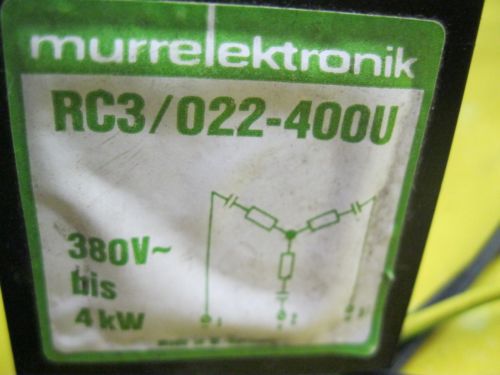 murrelektronik
RC3/022-400U
380V~
bis
4 kW